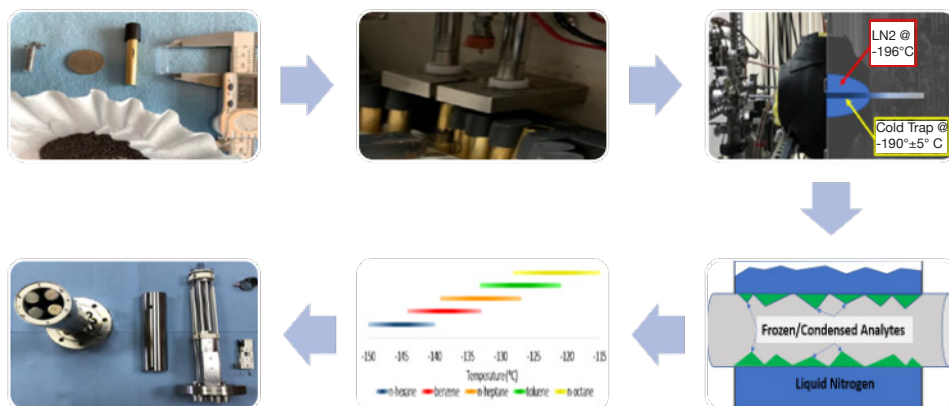 LN2 @
-196°C
Cold Trap @
-190°±5° C
Frozen/Condensed Analytes
Liquid Nitrogen
-150 -145 -140 -135 -130 -125 -120 -115
Temperature(°C)
n-hexane benzene n-heptane toluene n-octane